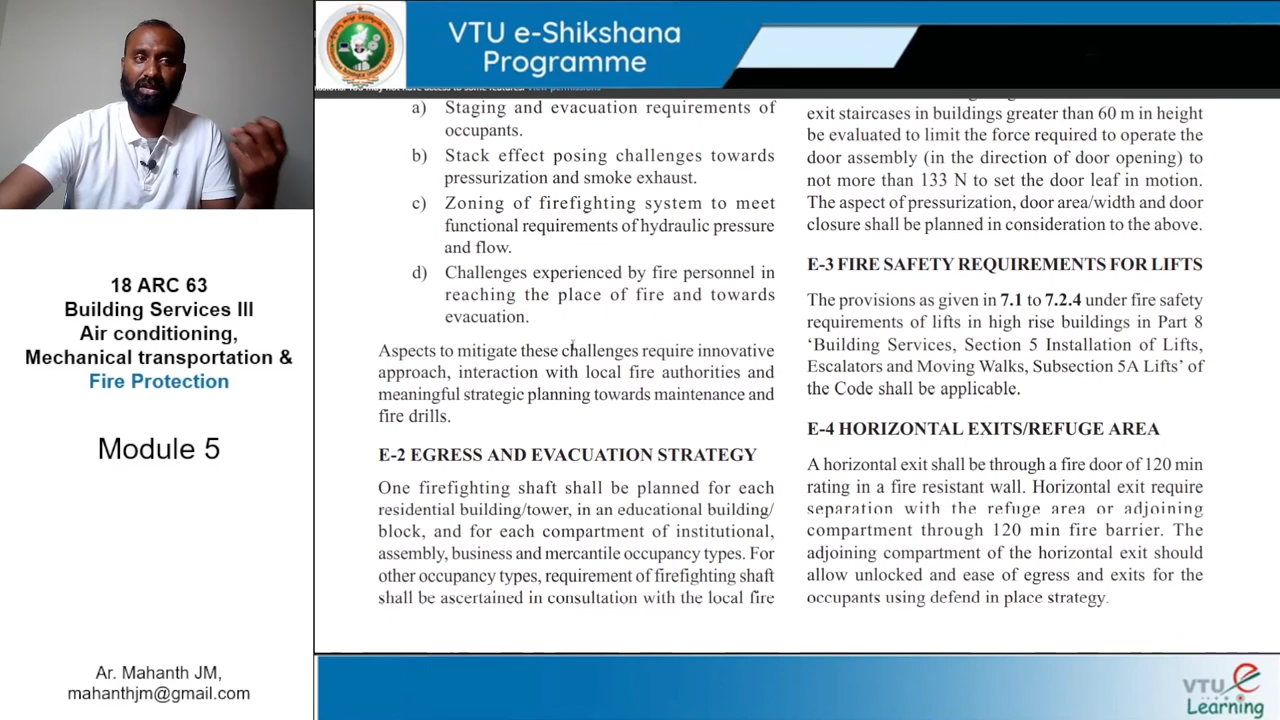 VTU e-Shikshana
Programme
18 ARC 63
Building Services III
Air conditioning,
Mechanical transportation &
Fire Protection
Module 5
Ar. Mahanth JM,
mahanthjm@gmail.com
a) Staging and evacuation requirements of
occupants.
b) Stack effect posing challenges towards
pressurization and smoke exhaust.
c) Zoning of firefighting system to meet
functional requirements of hydraulic pressure
and flow.
d) Challenges experienced by fire personnel in
reaching the place of fire and towards
evacuation.
Aspects to mitigate these challenges require innovative
approach, interaction with local fire authorities and
meaningful strategic planning towards maintenance and
fire drills.
E-2 EGRESS AND EVACUATION STRATEGY
One firefighting shaft shall be planned for each
residential building/tower, in an educational building/
block, and for each compartment of institutional,
assembly, business and mercantile occupancy types. For
other occupancy types, requirement of firefighting shaft
shall be ascertained in consultation with the local fire
exit staircases in buildings greater than 60 m in height
be evaluated to limit the force required to operate the
door assembly (in the direction of door opening) to
not more than 133 N to set the door leaf in motion.
The aspect of pressurization, door area/width and door
closure shall be planned in consideration to the above.
E-3 FIRE SAFETY REQUIREMENTS FOR LIFTS
The provisions as given in 7.1 to 7.2.4 under fire safety
requirements of lifts in high rise buildings in Part 8
‘Building Services, Section 5 Installation of Lifts,
Escalators and Moving Walks, Subsection 5A Lifts’ of
the Code shall be applicable.
E-4 HORIZONTAL EXITS/REFUGE AREA
A horizontal exit shall be through a fire door of 120 min
rating in a fire resistant wall. Horizontal exit require
separation with the refuge area or adjoining
compartment through 120 min fire barrier. The
adjoining compartment of the horizontal exit should
allow unlocked and ease of egress and exits for the
occupants using defend in place strategy.
VTU
Learning